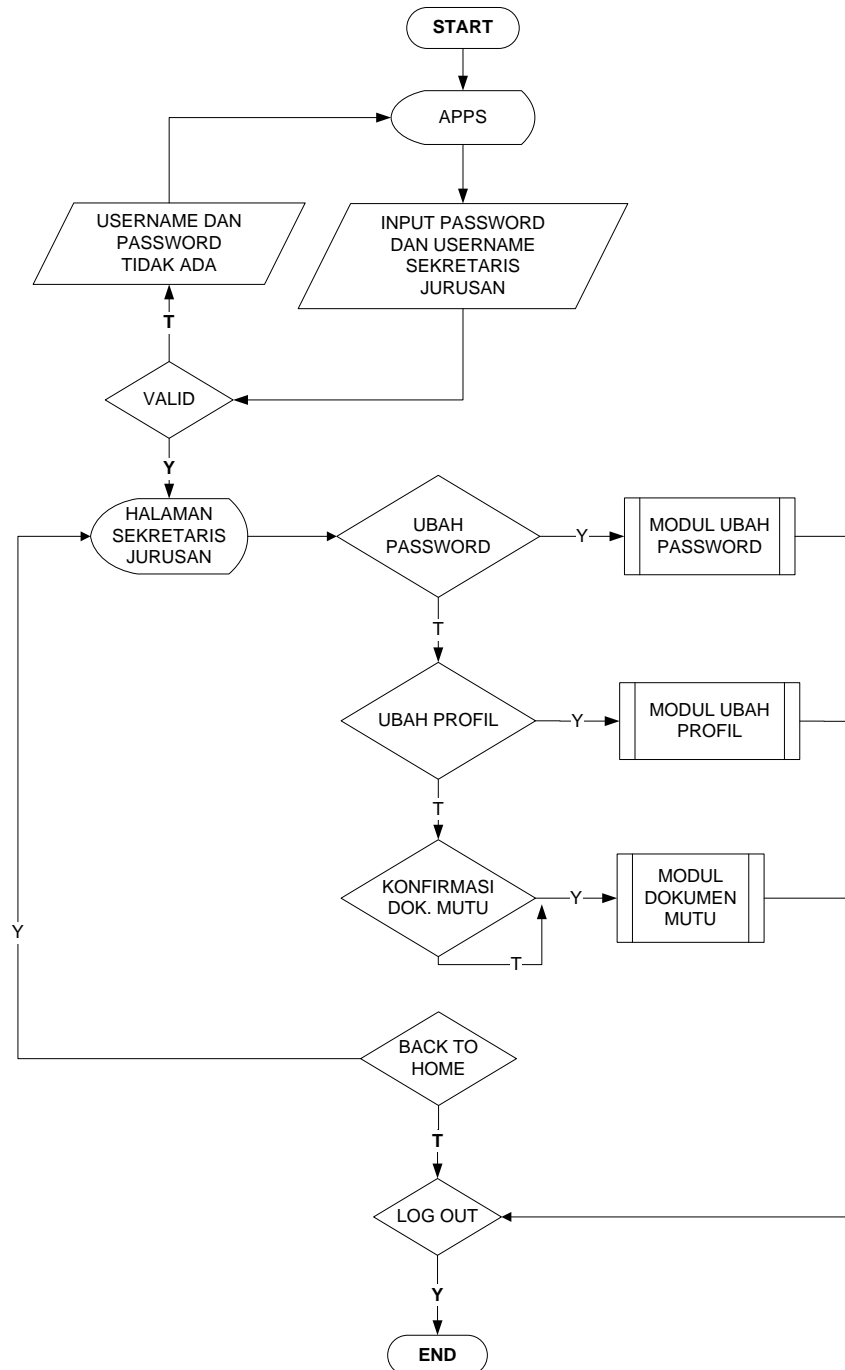 START
APPS
USERNAME DAN
PASSWORD
TIDAK ADA
INPUT PASSWORD
DAN USERNAME
SEKRETARIS
JURUSAN
T
VALID
Y
HALAMAN
SEKRETARIS
JURUSAN
UBAH
PASSWORD
Y
MODUL UBAH
PASSWORD
T
UBAH PROFIL
Y
MODUL UBAH
PROFIL
T
KONFIRMASI
DOK. MUTU
Y
MODUL
DOKUMEN
MUTU
T
Y
BACK TO
HOME
T
LOG OUT
Y
END